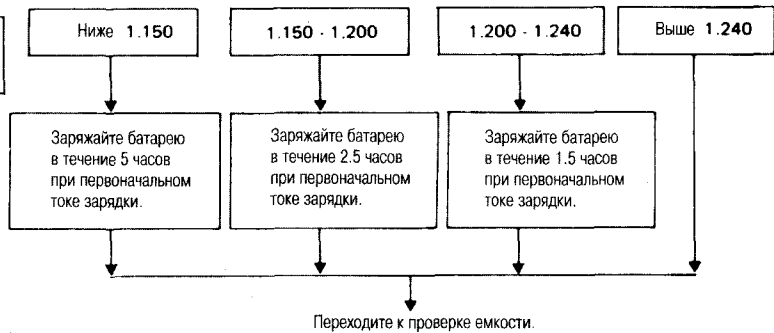 Ниже 1.150
1.150 - 1.200
1.200 - 1.240
Выше 1.240
Заряжайте батарею
в течение 5 часов
при первоначальном
токе зарядки.
Заряжайте батарею
в течение 2.5 часов
при первоначальном
токе зарядки.
Заряжайте батарею
в течение 1.5 часов
при первоначальном
токе зарядки.
Переходите к проверке емкости.